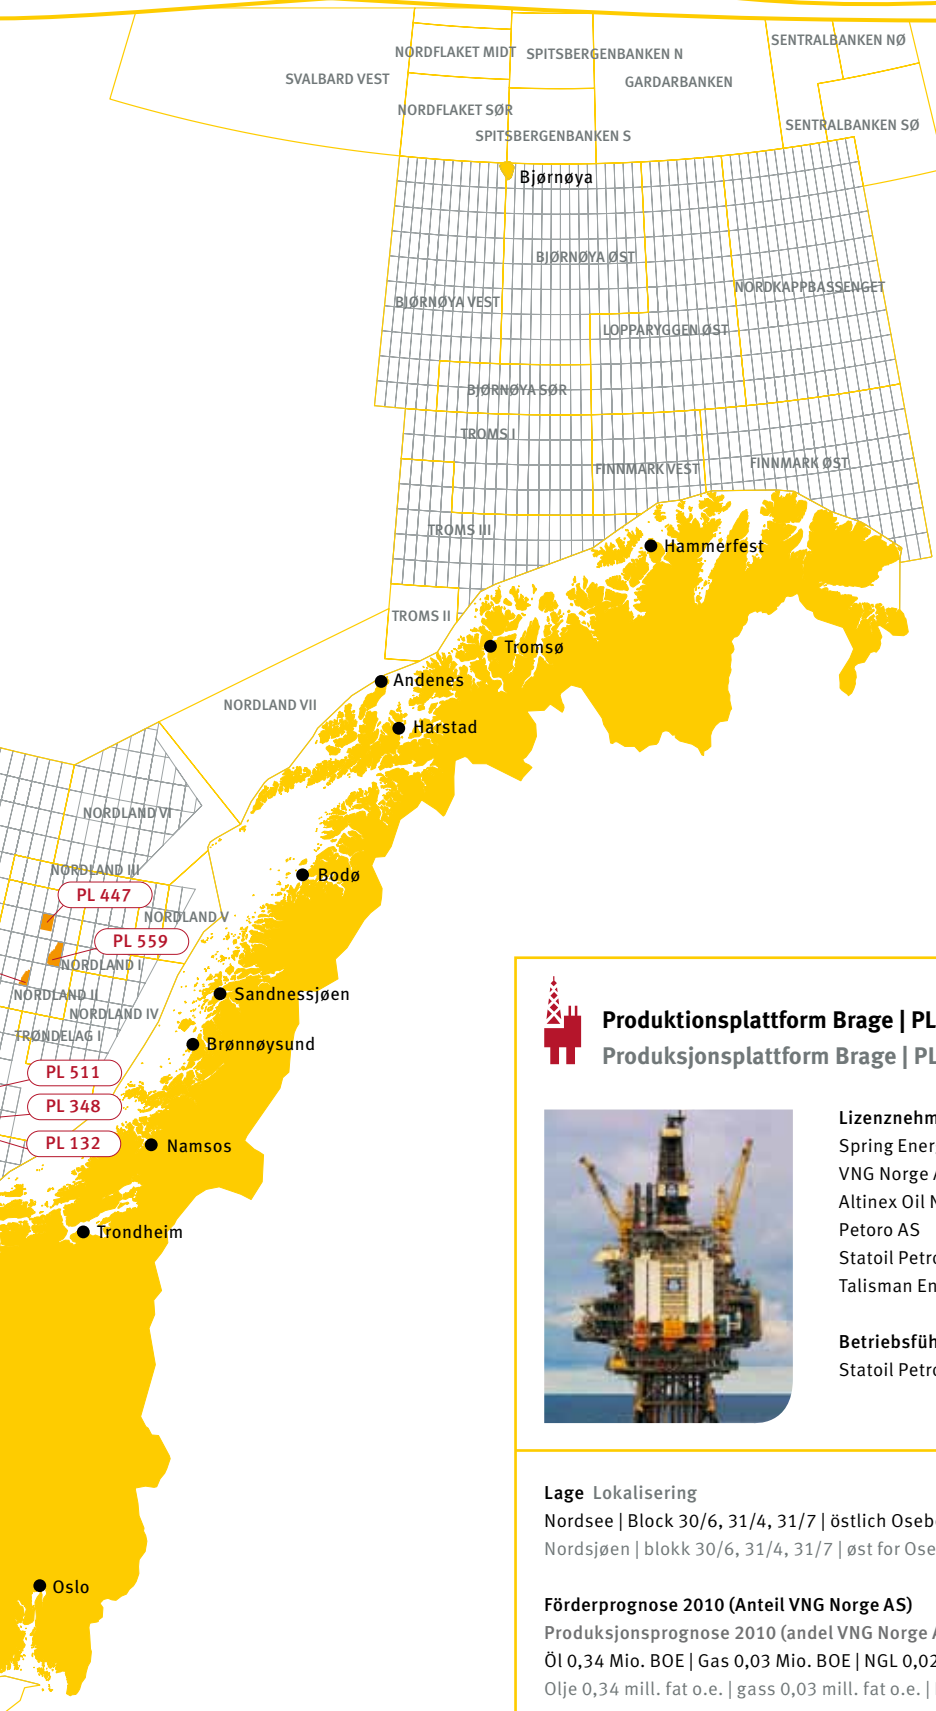 SENTRALBANKEN NØ
NORDFLAKET MIDT
SPITSBERGENBANKEN N
SVALBARD VEST
GARDARBANKEN
NORDFLAKET SØR
SENTRALBANKEN SØ
SPITSBERGENBANKEN S
Bjørnøya
BJØRNØYA ØST
NORDKAPPBASSENGET
BJØRNØYA VEST
LOPPARYGGEN ØST
BJØRNØYA SØR
TROMS I
FINNMARK VEST
FINNMARK ØST
TROMS III
Hammerfest
TROMS II
Tromsø
Andenes
NORDLAND VII
Harstad
NORDLAND VI
NORDLAND III
Bodø
PL 447
NORDLAND V
PL 559
NORDLAND I
NORDLAND II
Sandnessjøen
NORDLAND IV
TRØNDELAG I
Brønnøysund
PL 511
PL 348
PL 132
Namsos
Trondheim
Oslo
Produktionsplattform Brage | PL
Produksjonsplattform Brage | PL
Lizenznehm
Spring Ener
VNG Norge A
Altinex Oil N
Petoro AS
Statoil Petro
Talisman En
Betriebsfüh
Statoil Petro
Lage Lokalisering
Nordsee | Block 30/6, 31/4, 31/7 | östlich Oseb
Nordsjøen | blokk 30/6, 31/4, 31/7 | øst for Ose
Förderprognose 2010 (Anteil VNG Norge AS)
Produksjonsprognose 2010 (andel VNG Norge A
Öl 0,34 Mio. BOE | Gas 0,03 Mio. BOE | NGL 0,02
Olje 0,34 mill. fat o.e. | gass 0,03 mill. fat o.e. |